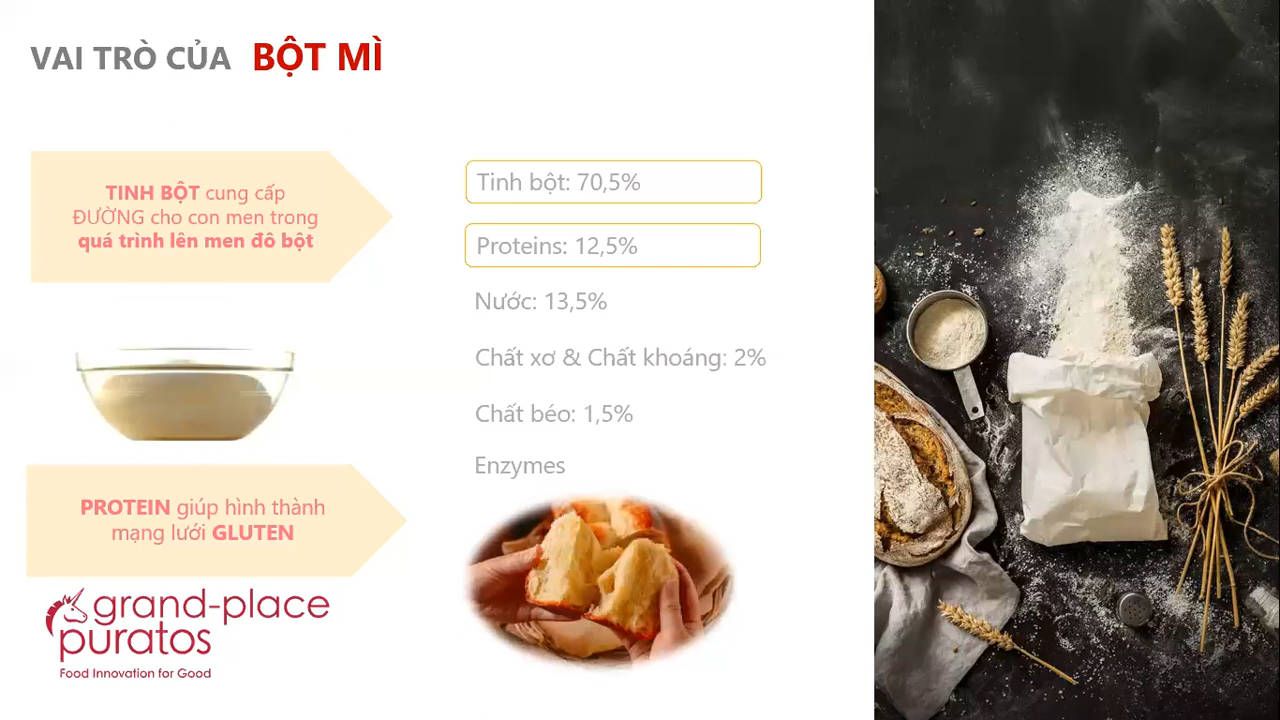 VAI TRÒ CỦA BỘT MÌ
TINH BỘT cung cấp
ĐƯỜNG cho con men trong
quá trình lên men đô bột
Tinh bột: 70,5%
Proteins: 12,5%
Nước: 13,5%
Chất xơ & Chất khoáng: 2%
Chất béo: 1,5%
Enzymes
PROTEIN giúp hình thành
mạng lưới GLUTEN
grand-place
puratos
Food Innovation for Good